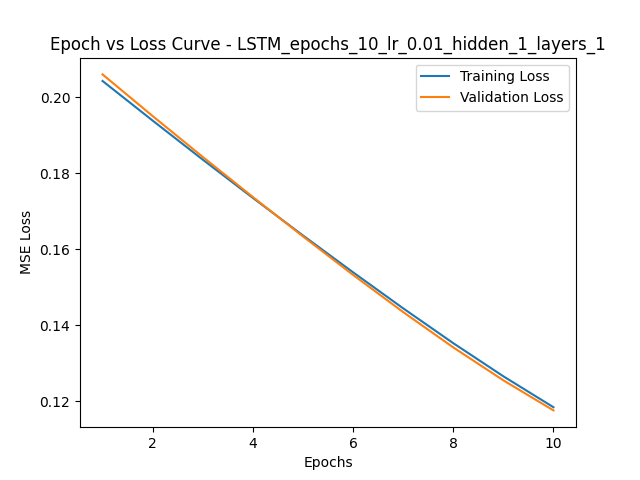 Epoch vs Loss Curve - LSTM_epochs_10_lr_0.01_hidden_1_layers_1
Training Loss
Validation Loss
0.20
0.18
0.16
0.14
0.12
MSE Loss
2 4 6 8 10
Epochs